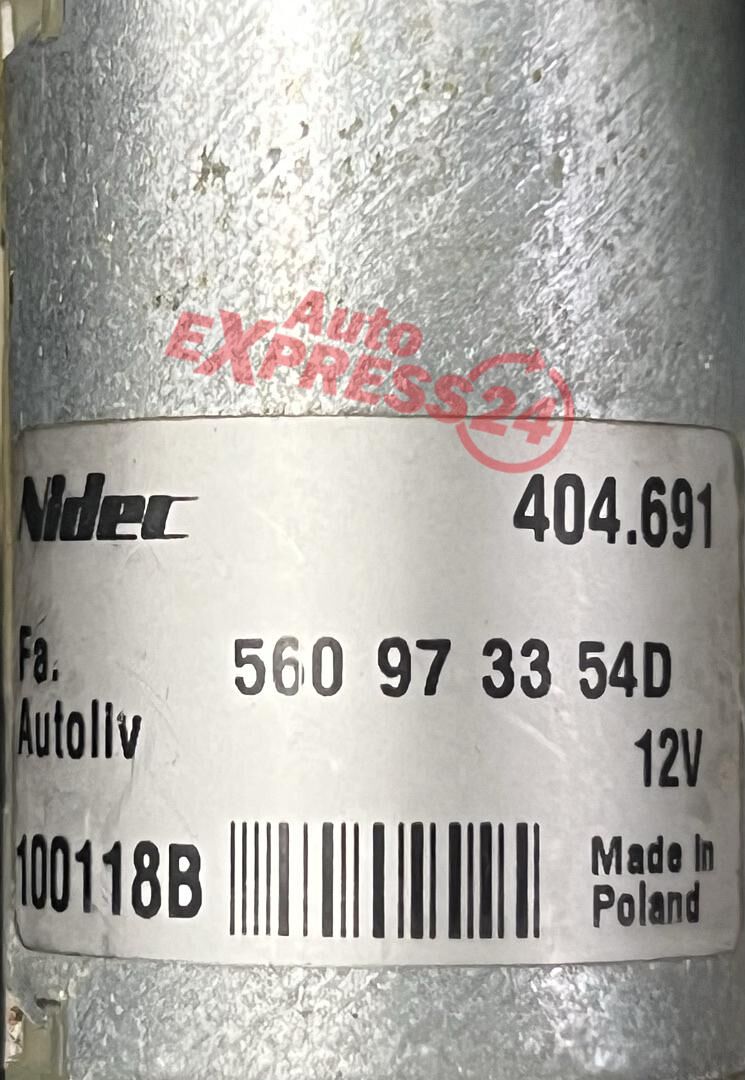 Auto
EXPRESS24
Nidec 404.691
Fa. 560 97 33 54D
Autoliv
12V
100118B
Made In
Poland